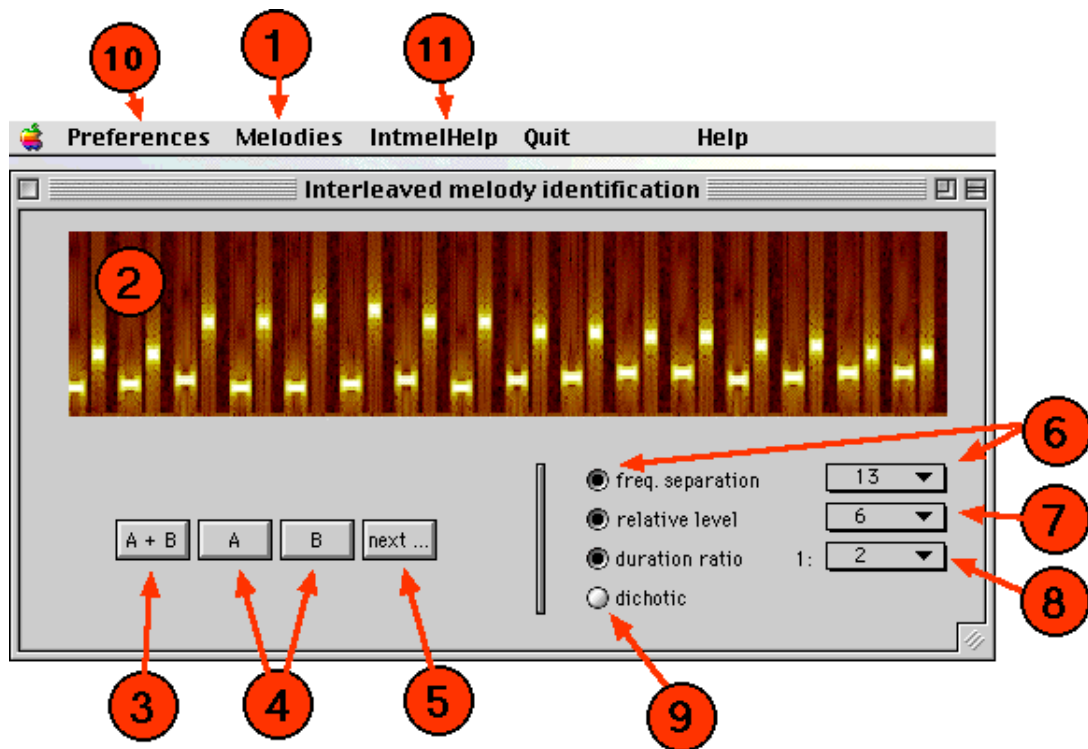 10 1 11
Preferences Melodies IntmelHelp Quit Help
Interleaved melody identification
2
6
freq. separation 13
relative level 6
7
A + B A B next ...
duration ratio 1: 2
8
dichotic
3 4 5 9